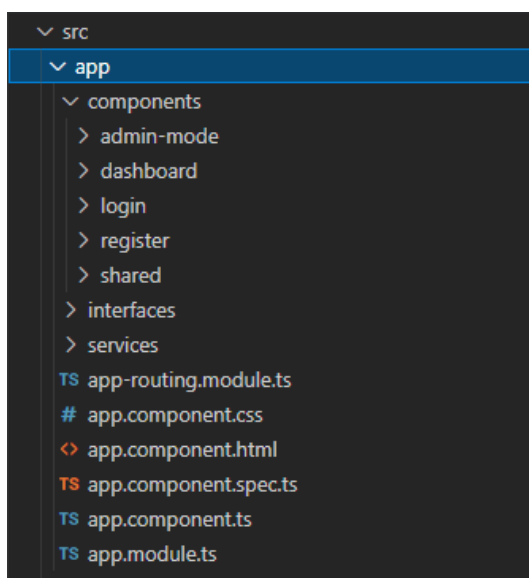 src
app
components
admin-mode
dashboard
login
register
shared
interfaces
services
TS app-routing.module.ts
# app.component.css
<> app.component.html
TS app.component.spec.ts
TS app.component.ts
TS app.module.ts